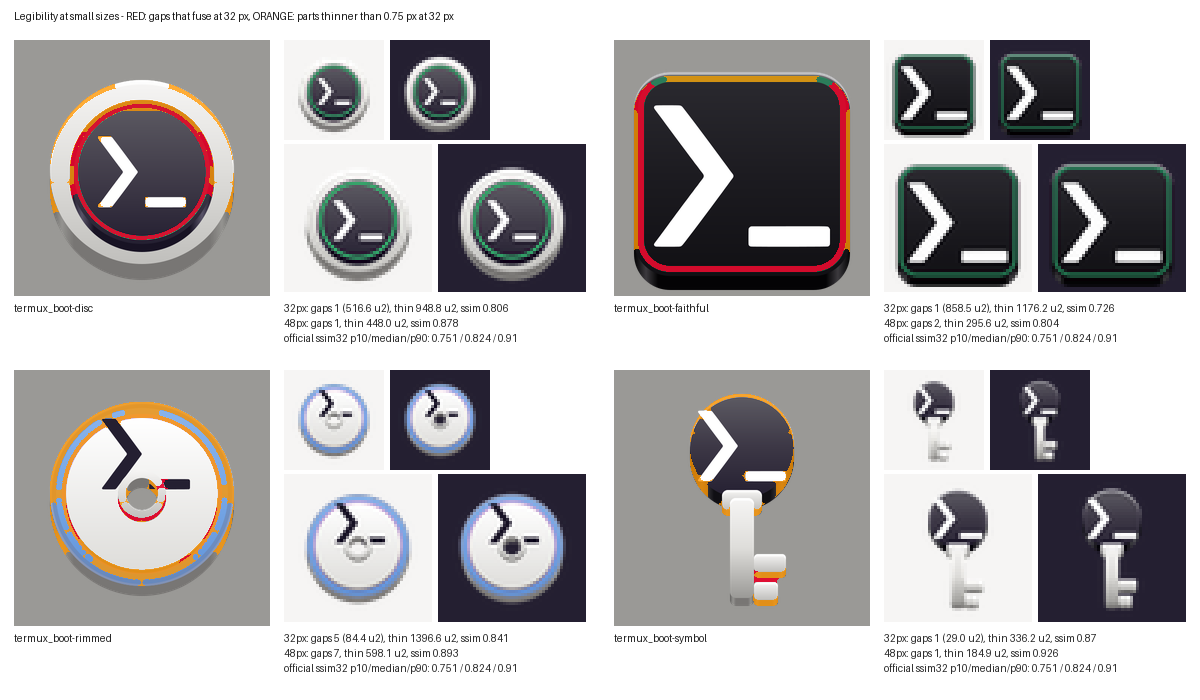 Legibility at small sizes - RED: gaps that fuse at 32 px, ORANGE: parts thinner than 0.75 px at 32 px
termux_boot-disc
32px: gaps 1 (516.6 u2), thin 948.8 u2, ssim 0.806
48px: gaps 1, thin 448.0 u2, ssim 0.878
official ssim32 p10/median/p90: 0.751 / 0.824 / 0.91
termux_boot-faithful
32px: gaps 1 (858.5 u2), thin 1176.2 u2, ssim 0.726
48px: gaps 2, thin 295.6 u2, ssim 0.804
official ssim32 p10/median/p90: 0.751 / 0.824 / 0.91
termux_boot-rimmed
32px: gaps 5 (84.4 u2), thin 1396.6 u2, ssim 0.841
48px: gaps 7, thin 598.1 u2, ssim 0.893
official ssim32 p10/median/p90: 0.751 / 0.824 / 0.91
termux_boot-symbol
32px: gaps 1 (29.0 u2), thin 336.2 u2, ssim 0.87
48px: gaps 1, thin 184.9 u2, ssim 0.926
official ssim32 p10/median/p90: 0.751 / 0.824 / 0.91